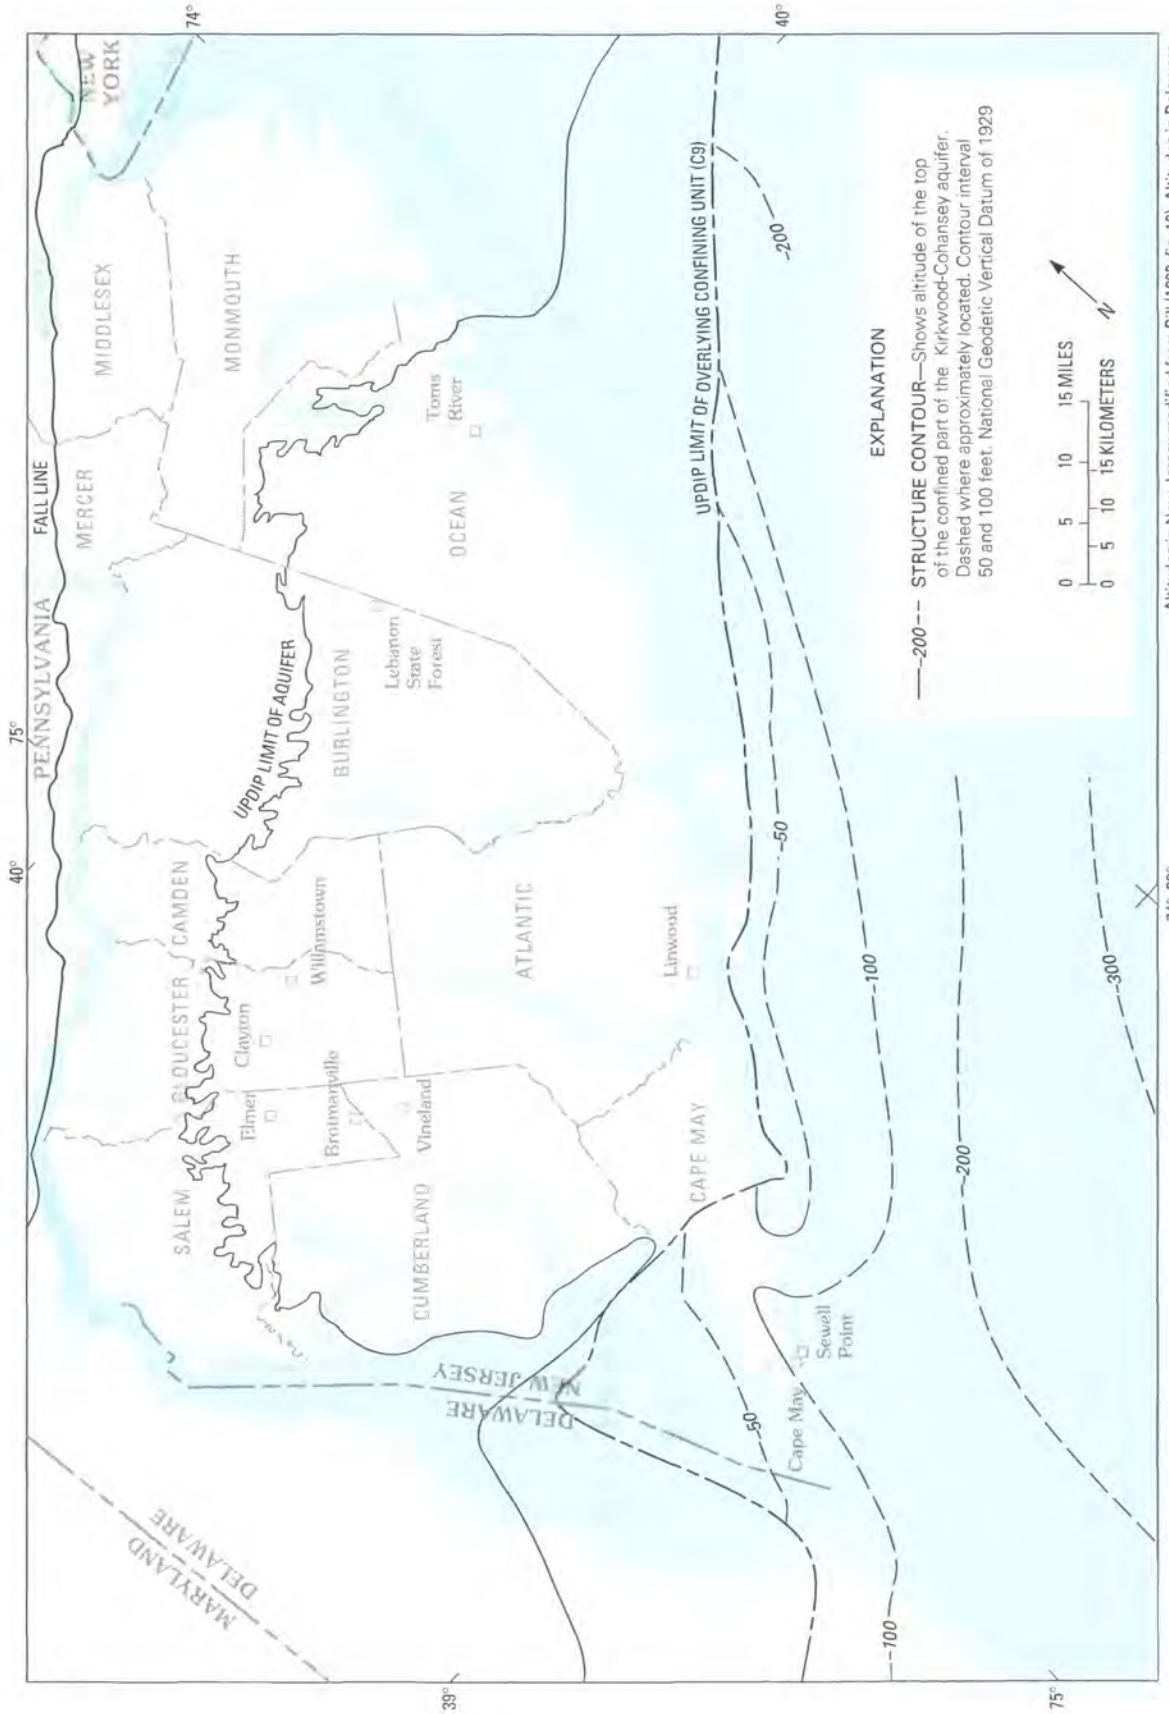 40°
75°
74°
PENNSYLVANIA
FALL LINE
NEW
YORK
MERCER
MIDDLESEX
MONMOUTH
SALEM
GLOUCESTER
CAMDEN
UPDIP LIMIT OF AQUIFER
BURLINGTON
Lebanon
State
Forest
OCEAN
Toms
River
Elmer
Clayton
Williamstown
Brotmanville
Vineland
CUMBERLAND
ATLANTIC
Linwood
CAPE MAY
MARYLAND
DELAWARE
DELAWARE
NEW JERSEY
39°
Cape May
Sewell
Point
UPDIP LIMIT OF OVERLYING CONFINING UNIT (C9)
40°
-50
-50
-100
-100
-200
-200
-300
75°
EXPLANATION
—-200-- STRUCTURE CONTOUR—Shows altitude of the top
of the confined part of the Kirkwood-Cohansey aquifer.
Dashed where approximately located. Contour interval
50 and 100 feet. National Geodetic Vertical Datum of 1929
0 5 10 15 MILES
0 5 10 15 KILOMETERS
N